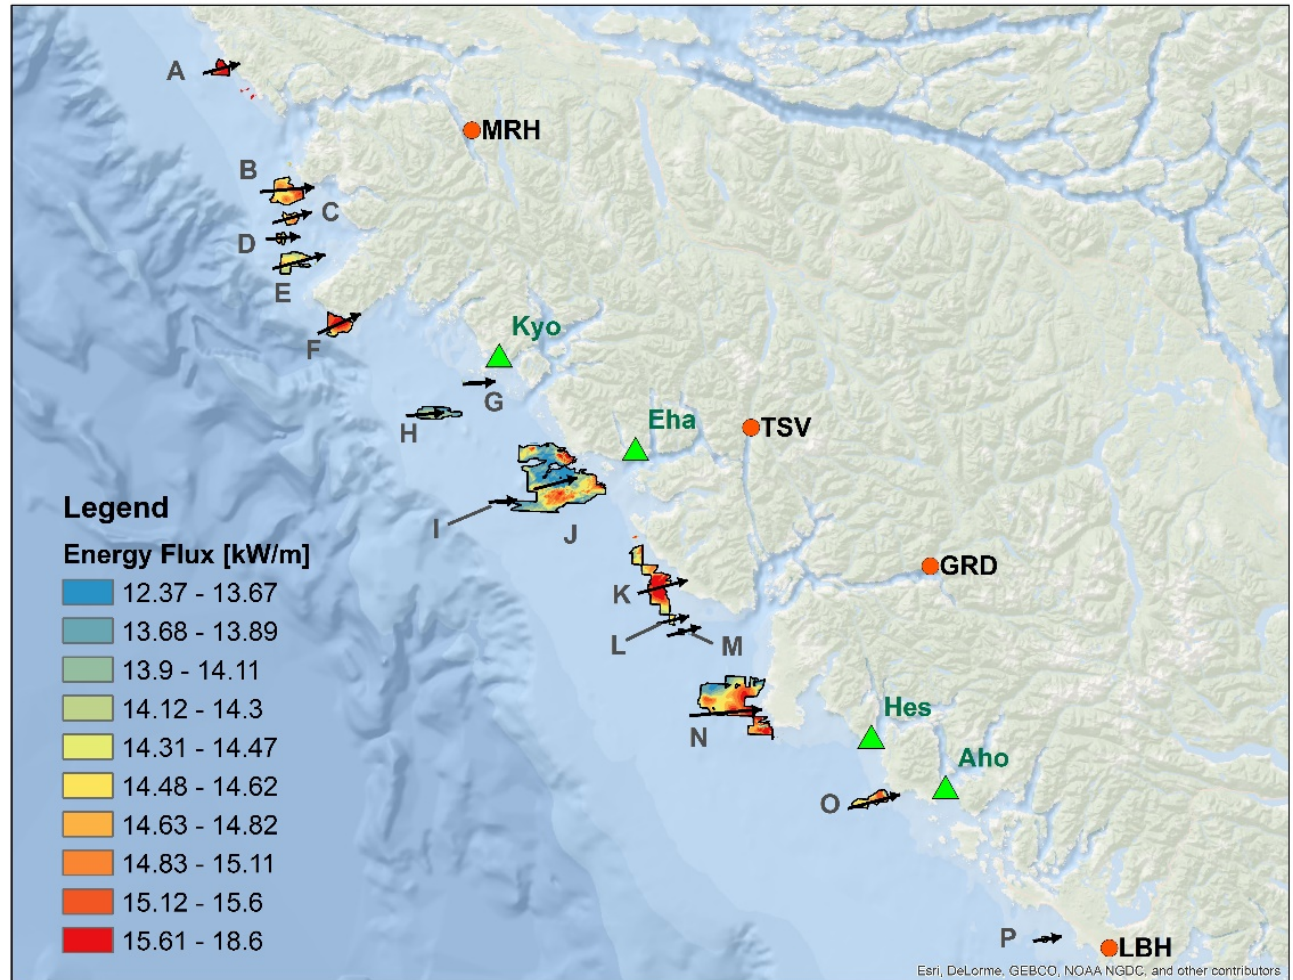 A
MRH
B
C
D
E
F
Kyo
G
H
Eha
TSV
I
J
Legend
Energy Flux [kW/m]
12.37 - 13.67
13.68 - 13.89
13.9 - 14.11
14.12 - 14.3
14.31 - 14.47
14.48 - 14.62
14.63 - 14.82
14.83 - 15.11
15.12 - 15.6
15.61 - 18.6
GRD
K
L
M
N
Hes
Aho
O
P
LBH
Esri, DeLorme, GEBCO, NOAA NGDC, and other contributors